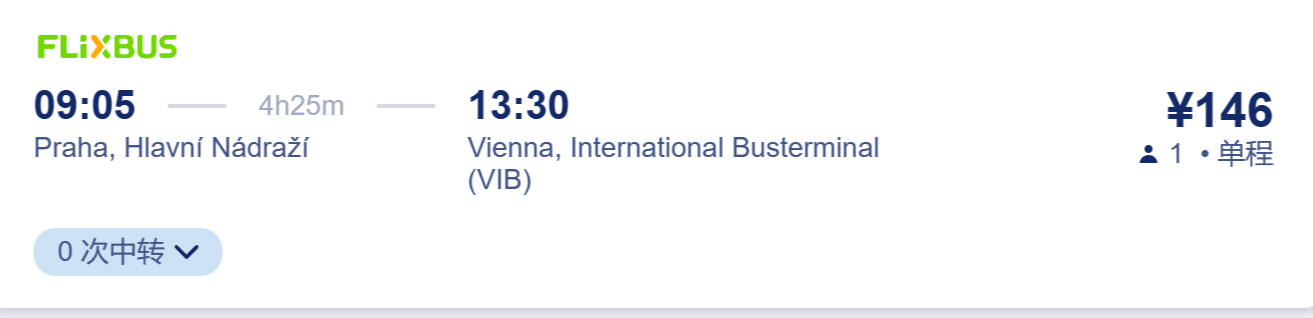 FLiXBUS
09:05 4h25m 13:30 ¥146
Praha, Hlavní Nádraží Vienna, International Busterminal 1 • 单程
(VIB)
0 次中转